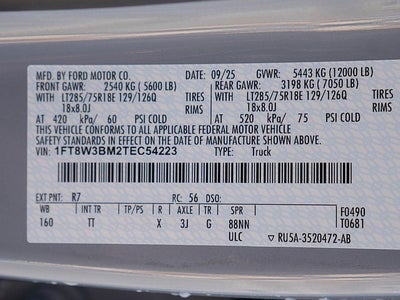 MFD. BY FORD MOTOR CO. 09/25 GVWR: 5443 KG (12000 LB)
FRONT GAWR: 2540 KG (5600 LB) REAR GAWR: 3198 KG (7050 LB)
WITH LT285/75R18E 129/126Q TIRES WITH LT285/75R18E 129/126Q TIRES
18x8.0J RIMS 18x8.0J RIMS
AT 420 kPa/ 60 PSI COLD AT 520 kPa/ 75 PSI COLD
THIS VEHICLE CONFORMS TO ALL APPLICABLE FEDERAL MOTOR VEHICLE
SAFETY STANDARDS IN EFFECT ON THE DATE OF MANUFACTURE SHOWN ABOVE.
VIN: 1FT8W3BM2TEC54223 TYPE: Truck
EXT PNT: R7 RC: 56 DSO: F0490
WB INT TR TP/PS R AXLE TR SPR T0681
160 TT X 3J G 88NN
ULC RU5A-3520472-AB